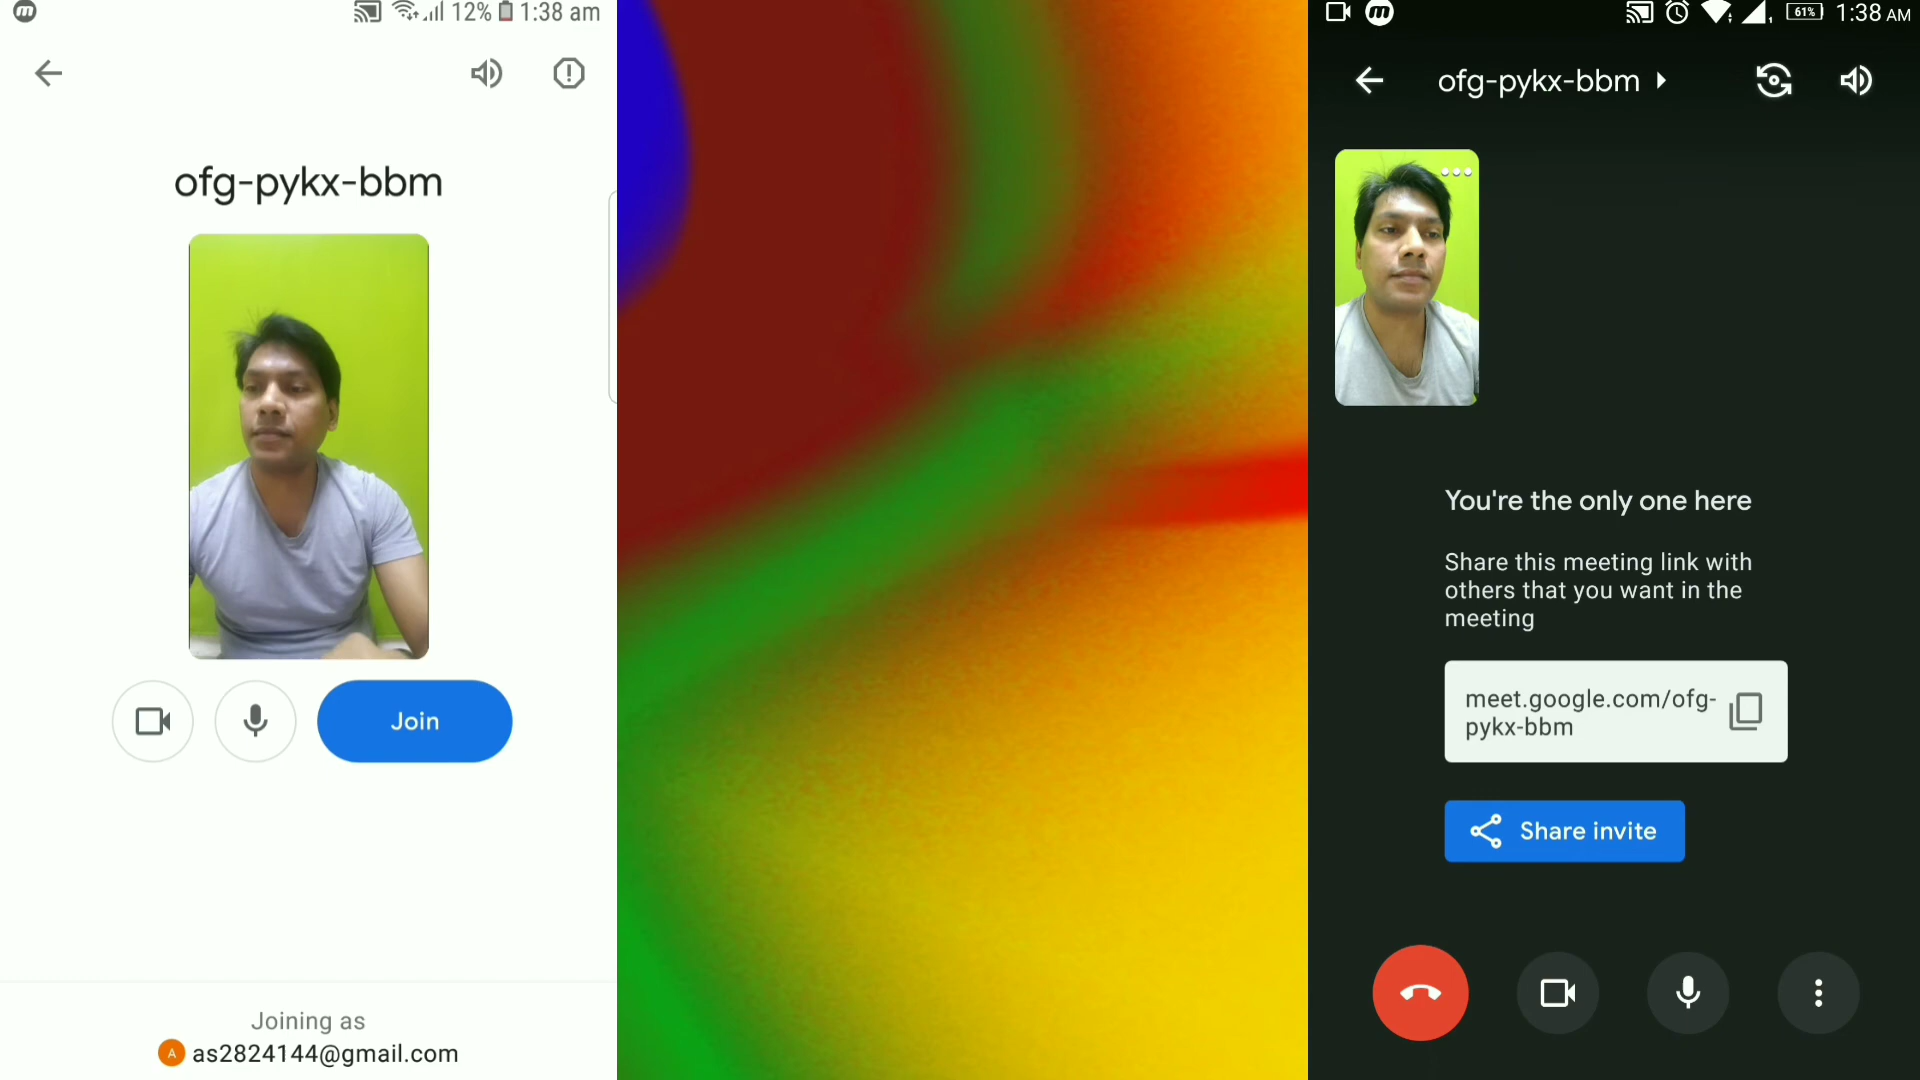 12% 1:38 am
ofg-pykx-bbm
Join
Joining as
A as2824144@gmail.com
61% 1:38 AM
ofg-pykx-bbm
You're the only one here
Share this meeting link with
others that you want in the
meeting
meet.google.com/ofg-
pykx-bbm
Share invite